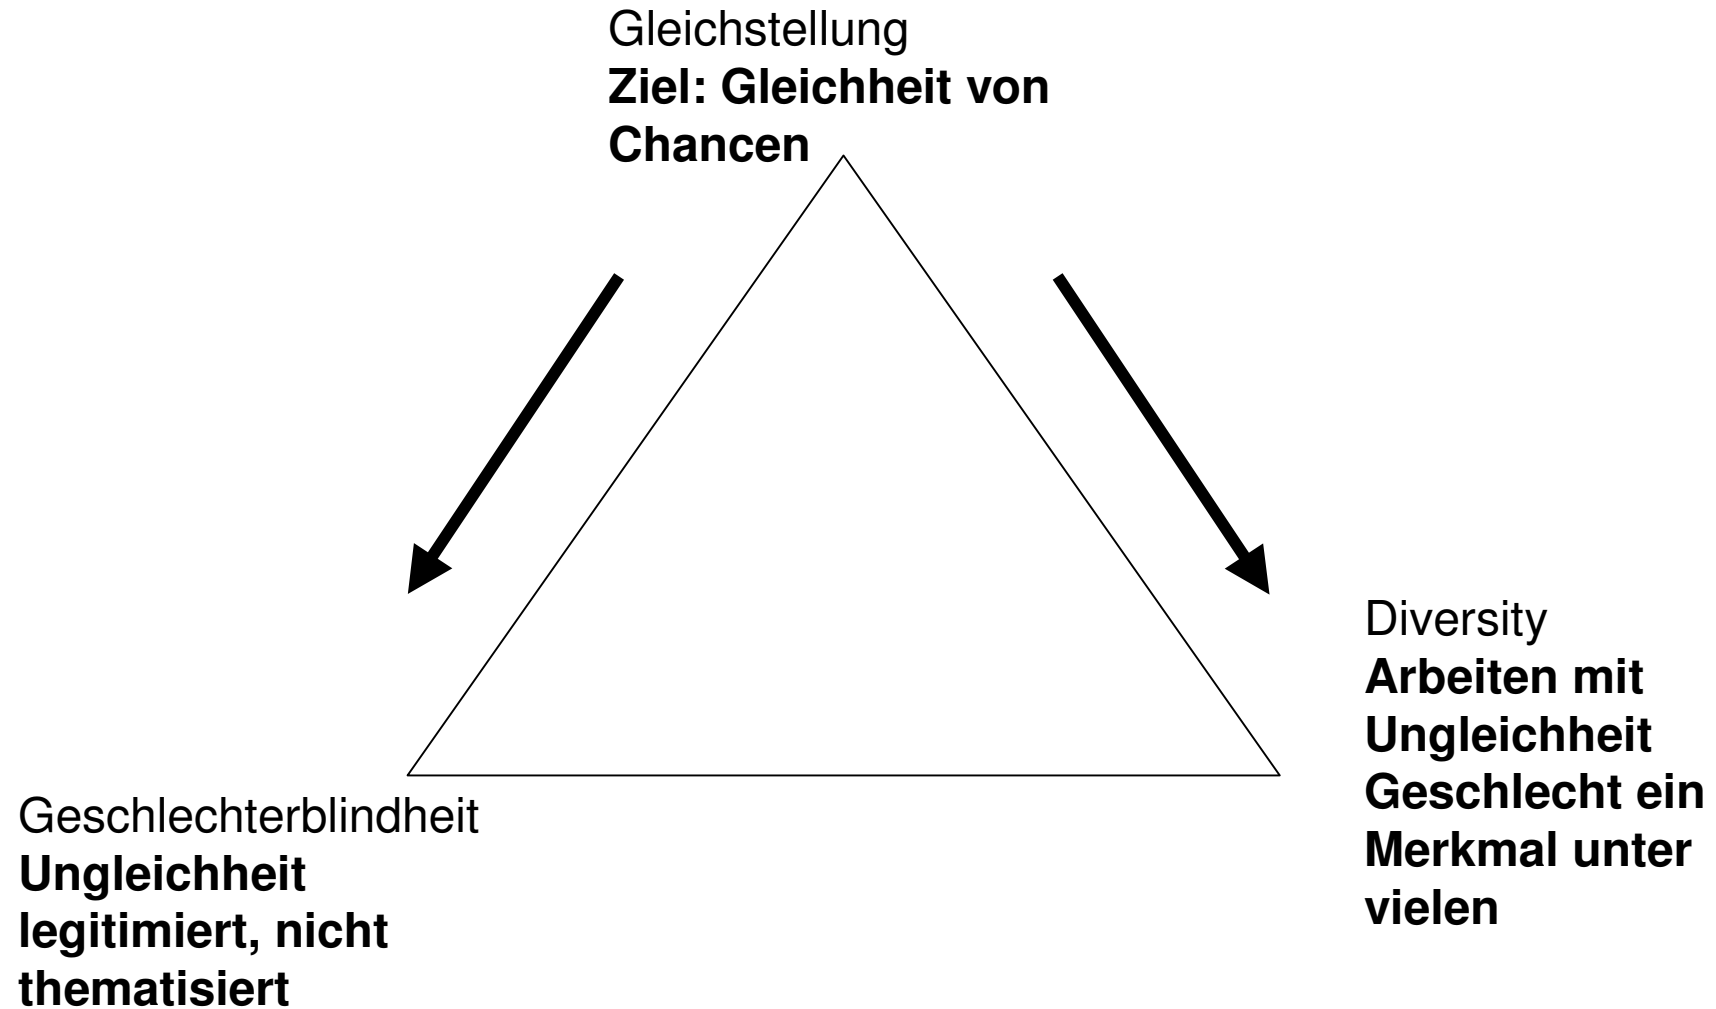 Gleichstellung
Ziel: Gleichheit von
Chancen
Diversity
Arbeiten mit
Ungleichheit
Geschlecht ein
Merkmal unter
vielen
Geschlechterblindheit
Ungleichheit
legitimiert, nicht
thematisiert